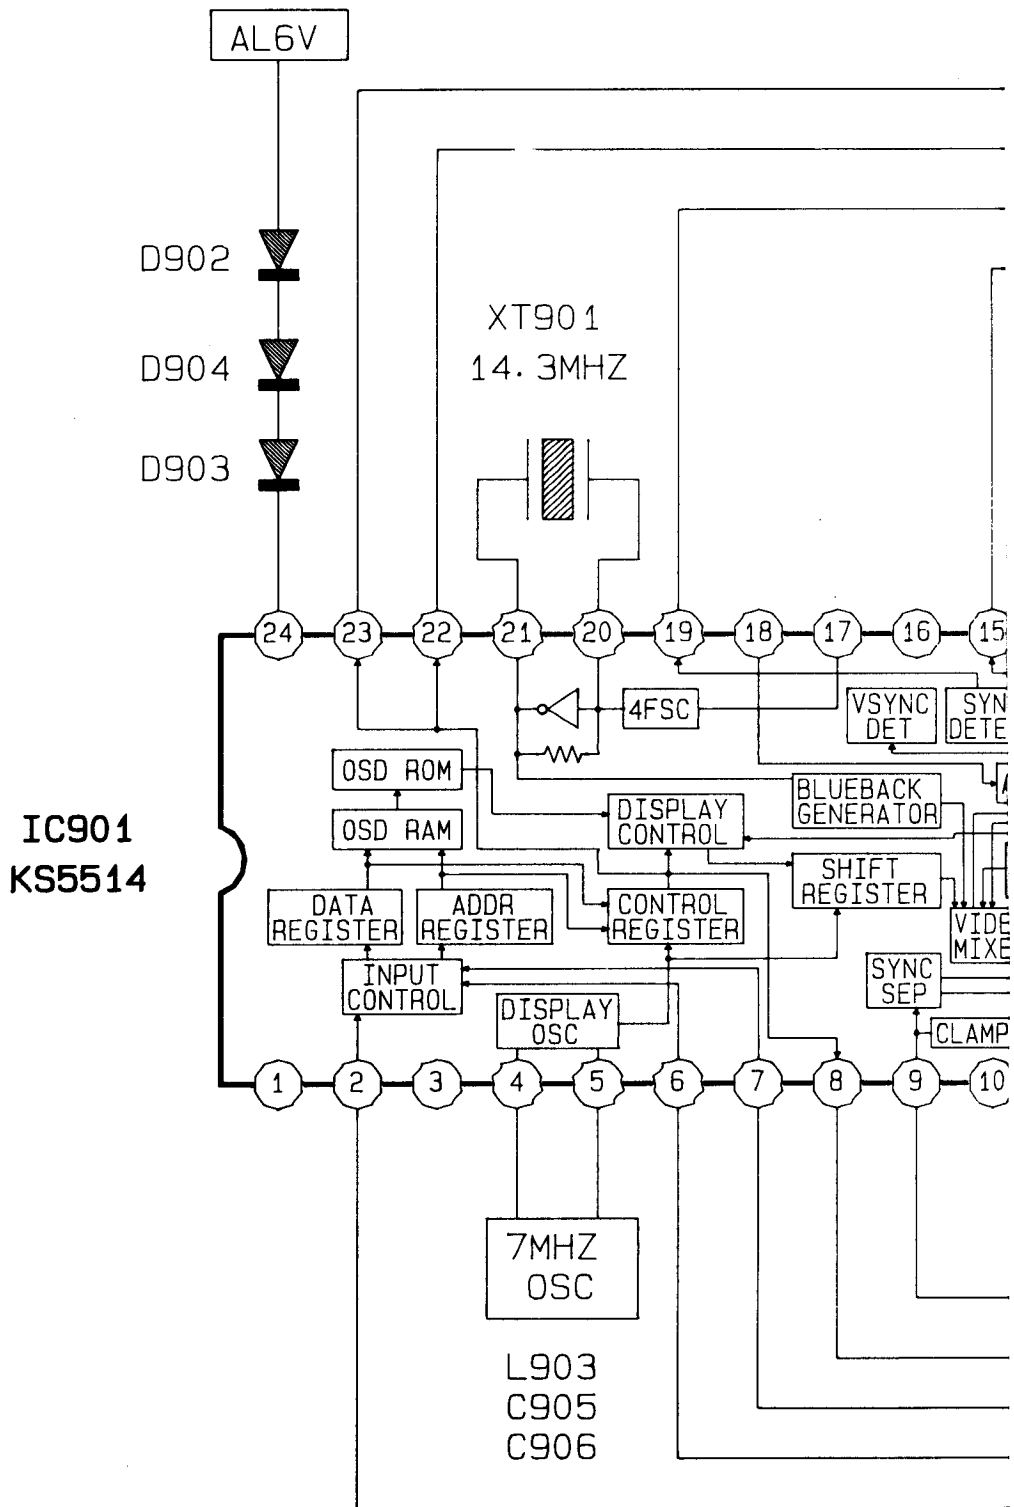 AL6V
D902
D904
D903
XT901
14.3MHZ
24 23 22 21 20 19 18 17 16 15
4FSC
VSYNC
DET
OSD ROM
OSD RAM
DISPLAY
CONTROL
BLUEBACK
GENERATOR
IC901
KS5514
SHIFT
REGISTER
DATA
REGISTER
ADDR
REGISTER
CONTROL
REGISTER
INPUT
CONTROL
DISPLAY
OSC
SYNC
SEP
CLAMP
1 2 3 4 5 6 7 8 9 10
7MHZ
OSC
L903
C905
C906